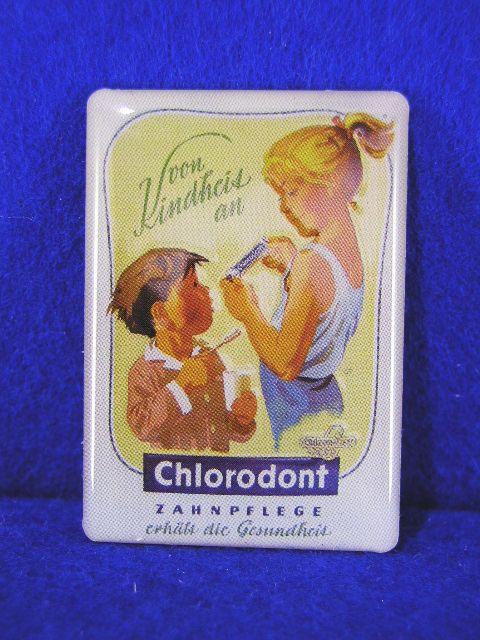 von
Kindheit
an
Chlorodont
ZAHNPFLEGE
erhält die Gesundheit